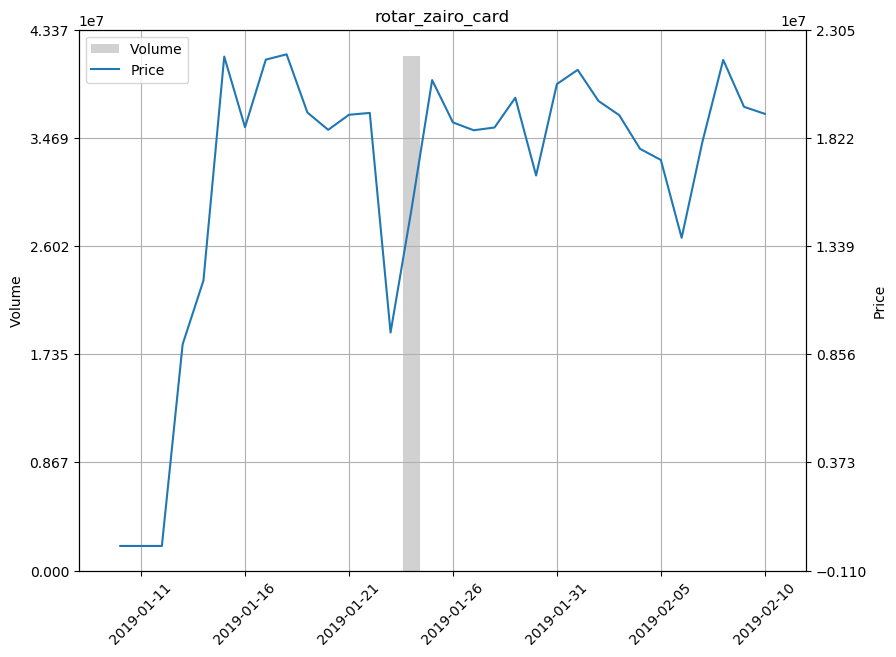 rotar_zairo_card
1e7
1e7
4.337
3.469
2.602
1.735
0.867
0.000
Volume
Volume
Price
2.305
1.822
1.339
0.856
0.373
−0.110
Price
2019-01-11
2019-01-16
2019-01-21
2019-01-26
2019-01-31
2019-02-05
2019-02-10